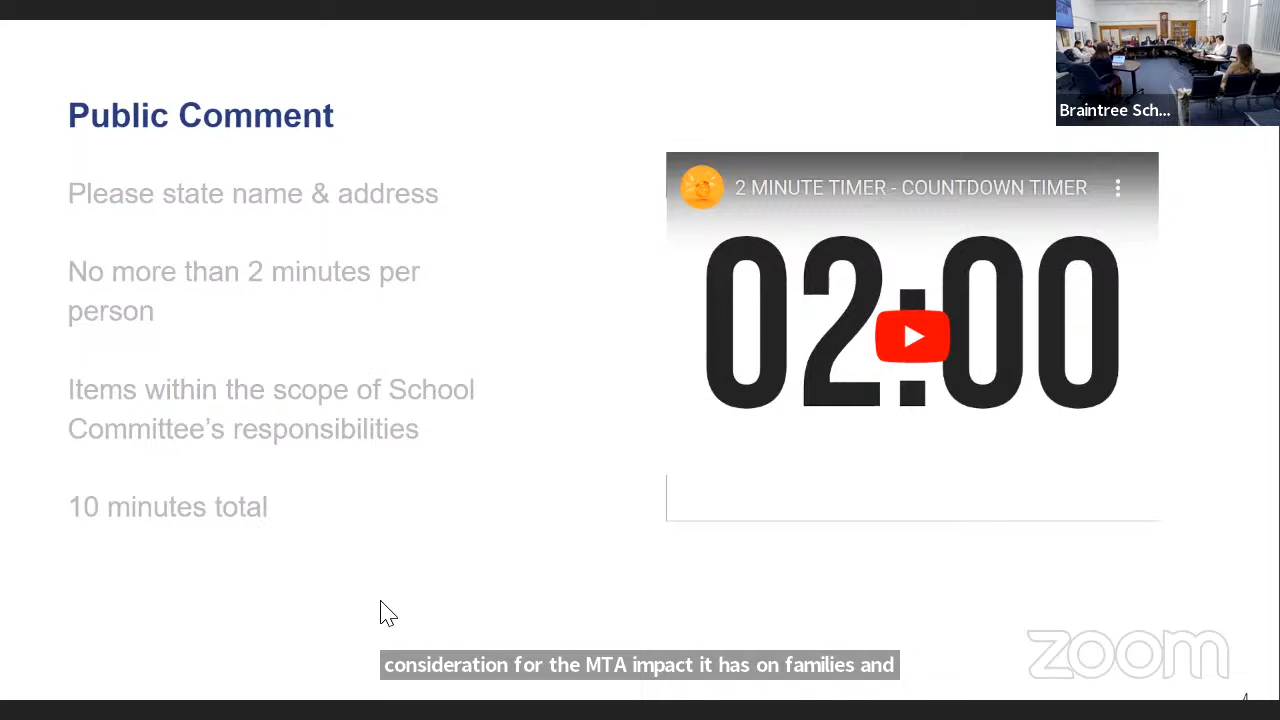 Public Comment
Please state name & address
No more than 2 minutes per
person
Items within the scope of School
Committee’s responsibilities
10 minutes total
Braintree Sch...
2 MINUTE TIMER - COUNTDOWN TIMER
02:00
consideration for the MTA impact it has on families and
zoom
4